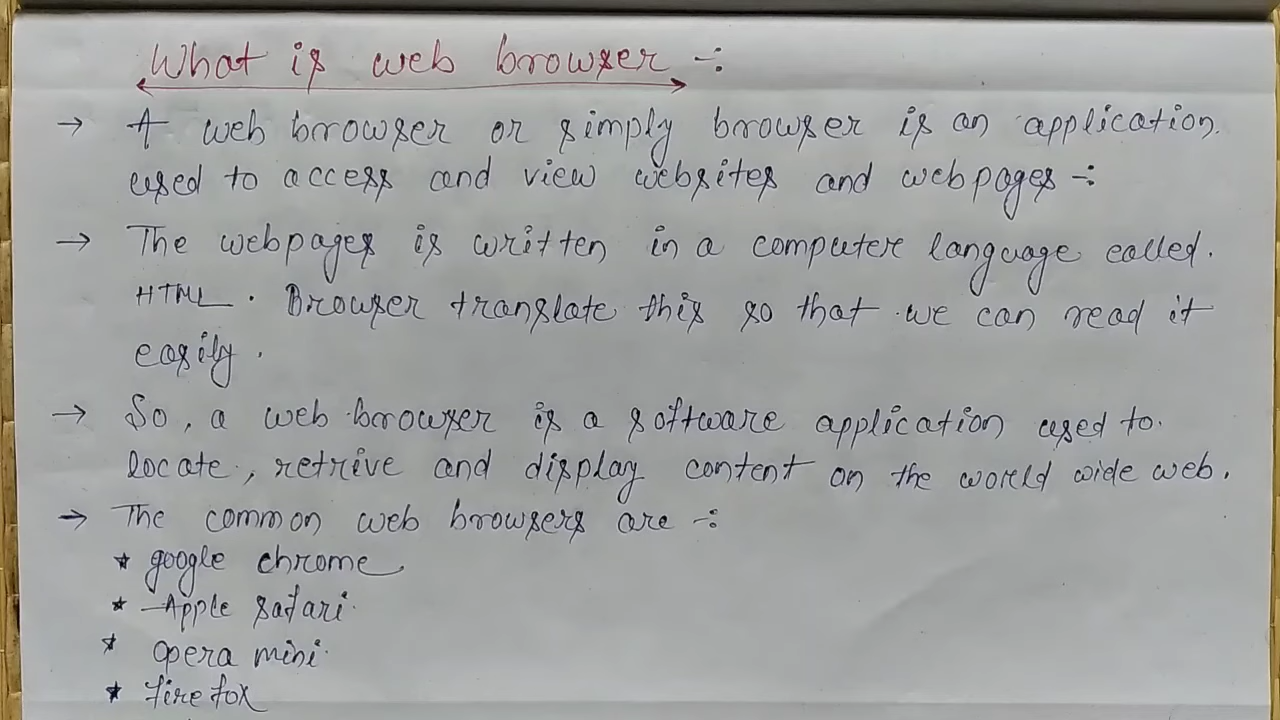 What is web browser -:
→ A web browser or simply browser is an application.
used to access and view websites and webpages -:
→ The webpages is written in a computer language called.
HTML. Browser translate this so that we can read it
easily.
→ So, a web browser is a software application used to.
locate, retrive and display content on the world wide web.
→ The common web browsers are -:
* google chrome
* Apple safari.
* opera mini.
* firefox